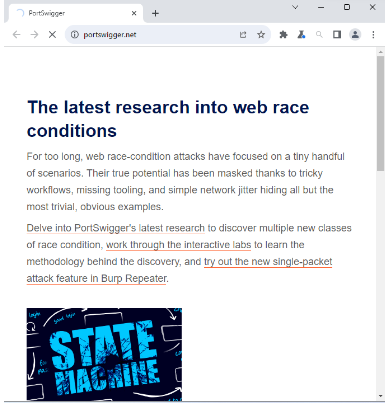 PortSwigger
portswigger.net
The latest research into web race
conditions
For too long, web race-condition attacks have focused on a tiny handful
of scenarios. Their true potential has been masked thanks to tricky
workflows, missing tooling, and simple network jitter hiding all but the
most trivial, obvious examples.
Delve into PortSwigger's latest research to discover multiple new classes
of race condition, work through the interactive labs to learn the
methodology behind the discovery, and try out the new single-packet
attack feature in Burp Repeater.
STATE
MACHINE